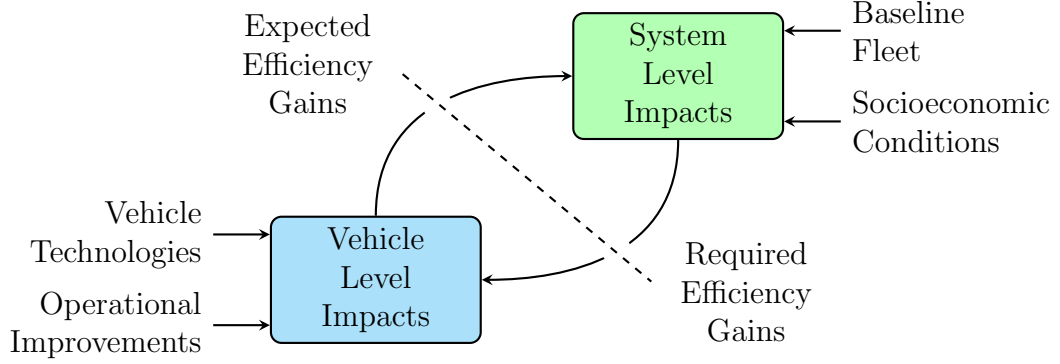 Expected
Efficiency
Gains
System
Level
Impacts
Baseline
Fleet
Socioeconomic
Conditions
Vehicle
Technologies
Operational
Improvements
Vehicle
Level
Impacts
Required
Efficiency
Gains